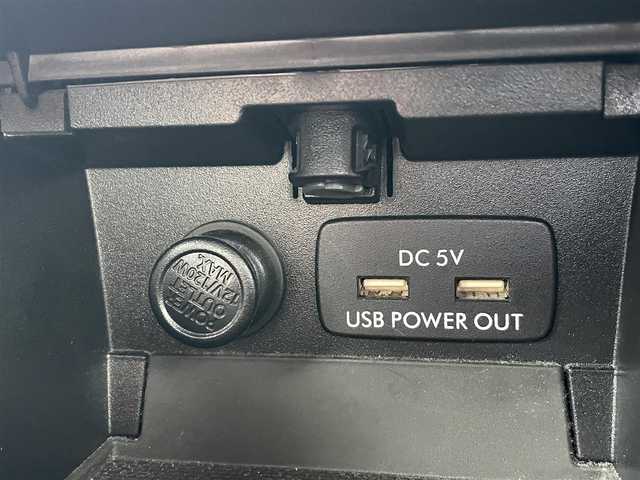 POWER
OUTLET
12V/120W
MAX
DC 5V
USB POWER OUT